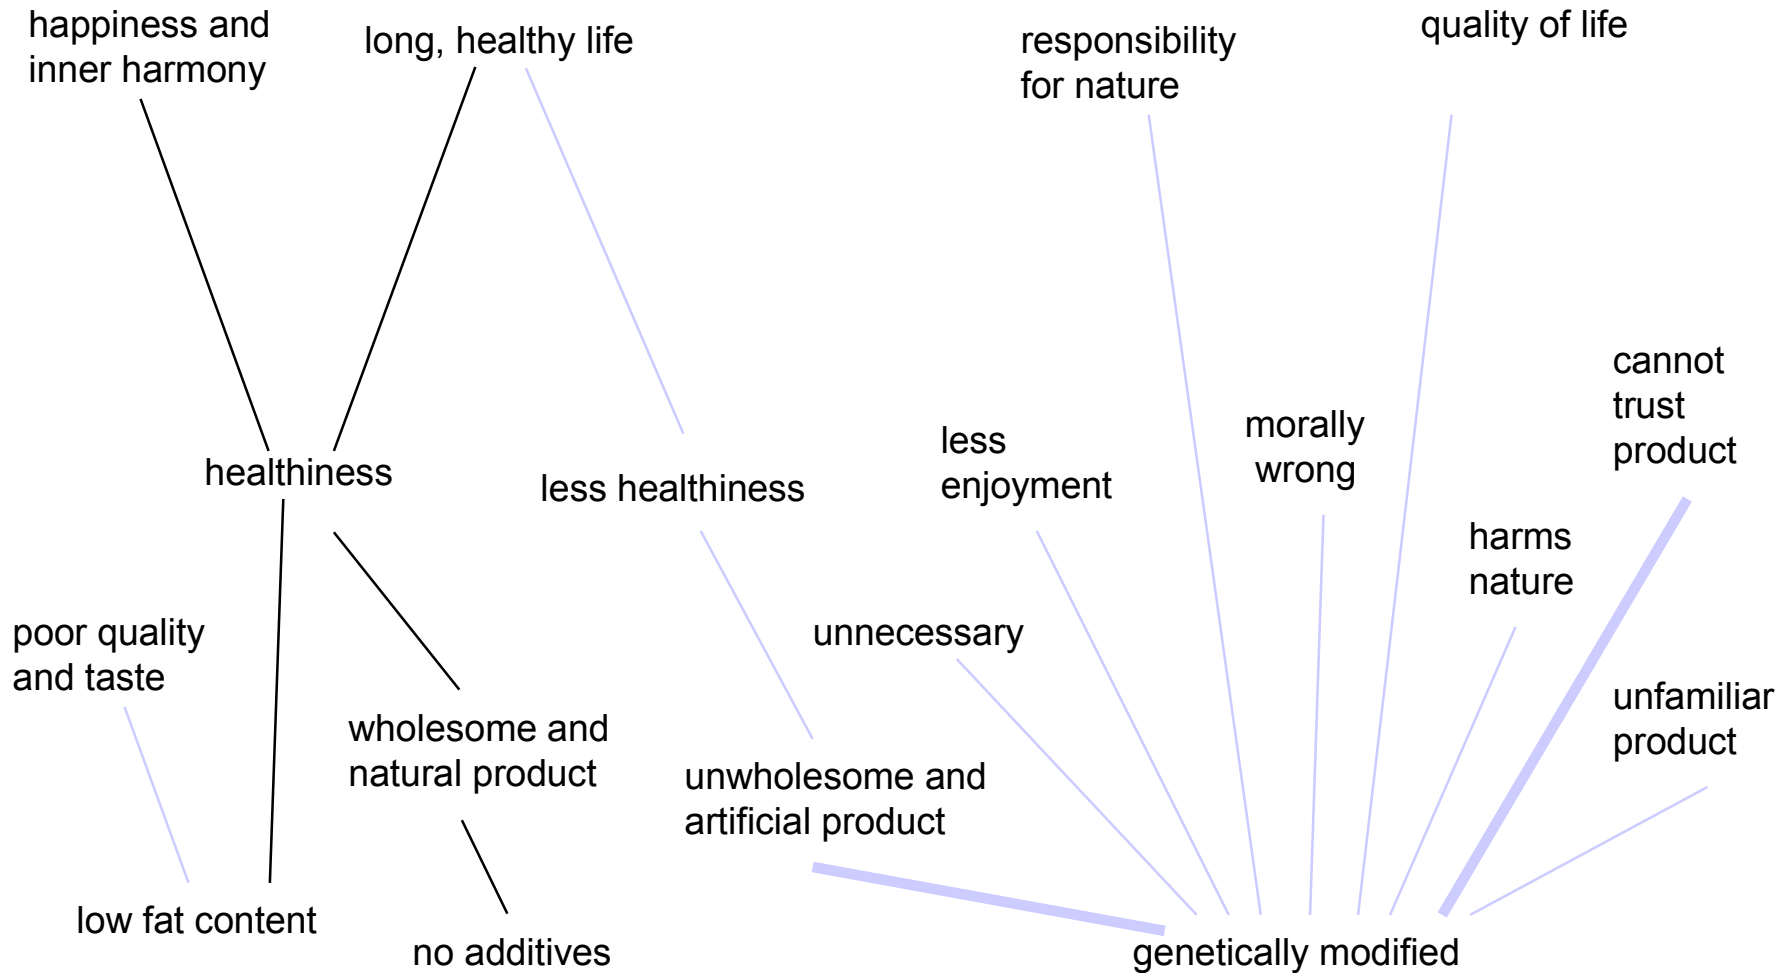 happiness and
inner harmony
long, healthy life
responsibility
for nature
quality of life
cannot
trust
product
less
enjoyment
morally
wrong
healthiness
less healthiness
harms
nature
poor quality
and taste
unnecessary
unfamiliar
product
wholesome and
natural product
unwholesome and
artificial product
low fat content
no additives
genetically modified